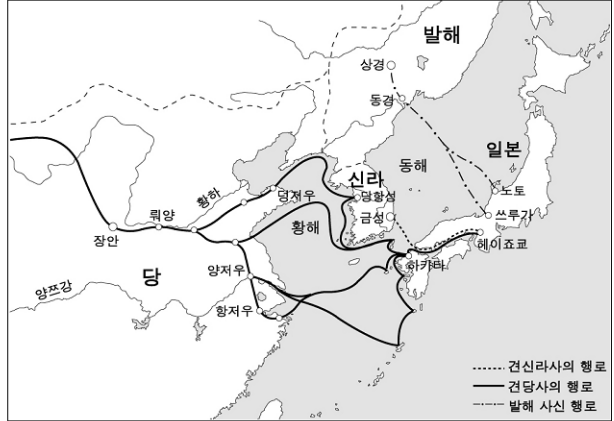 발해
상경
동경
일본
동해
신라
노토
당항성
덩저우
황하
뤄양
금성
쓰루가
장안
황해
헤이죠쿄
하카타
양저우
당
양쯔강
항저우
견신라사의 행로
견당사의 행로
발해 사신 행로